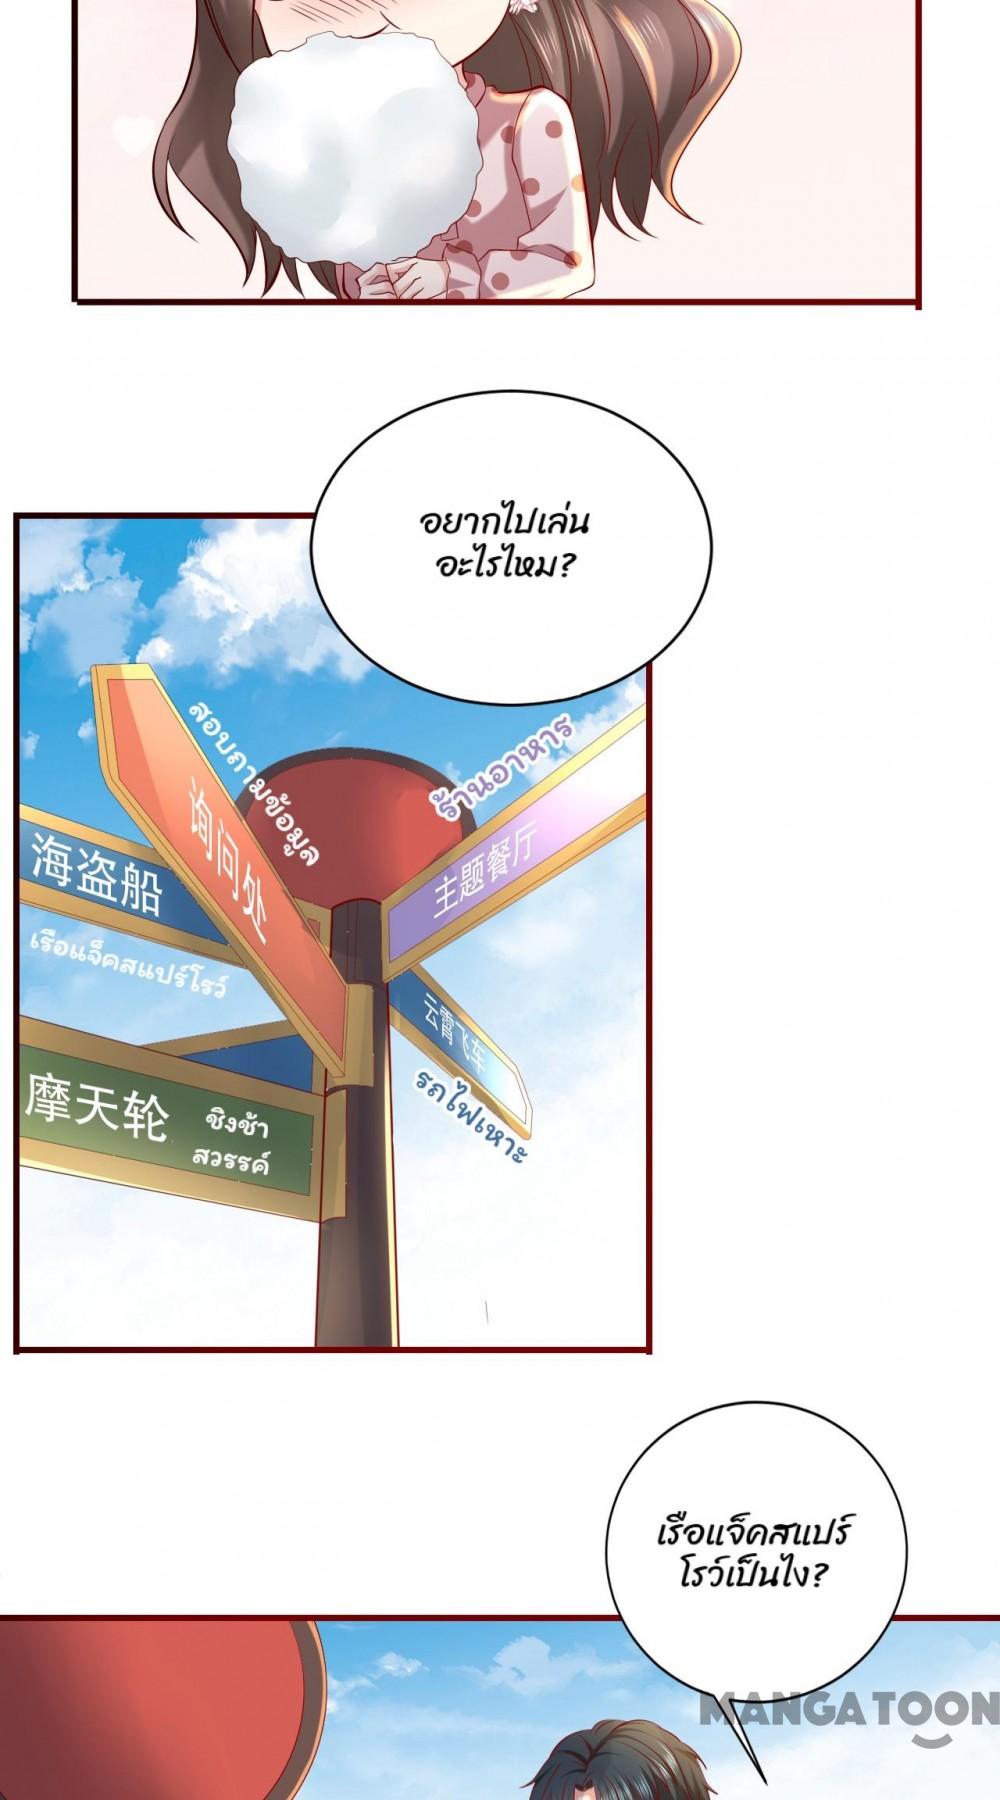 อยากไปเล่น
อะไรไหม?
สอบถามข้อมูล
询问处
ร้านอาหาร
主题餐厅
海盗船
เรือแจ็คสแปร์โรว์
云霄飞车
รถไฟเหาะ
摩天轮
ชิงช้า
สวรรค์
เรือแจ็คสแปร์
โรว์เป็นไง?
MANGATOON